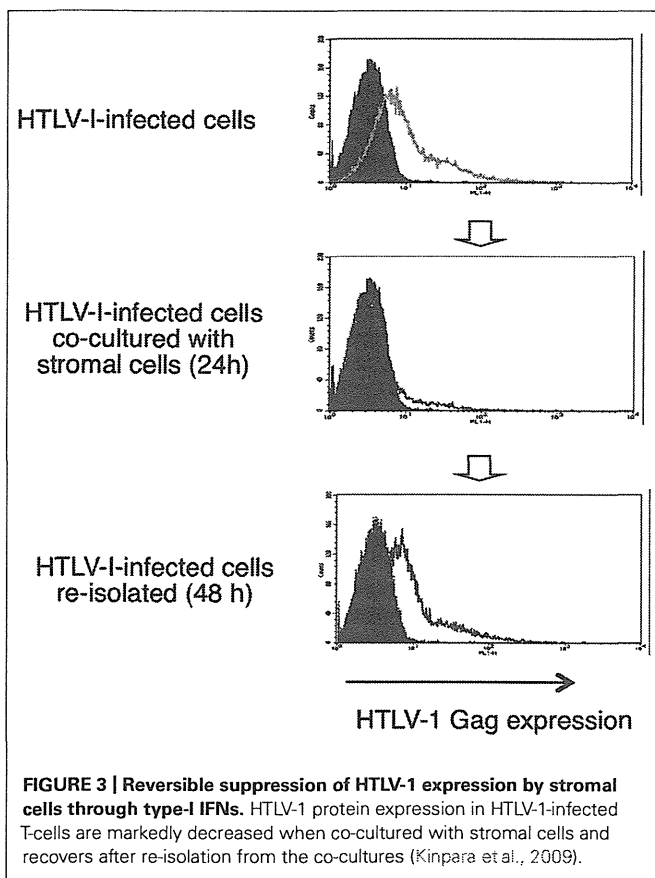 HTLV-I-infected cells
HTLV-I-infected cells
co-cultured with
stromal cells (24h)
HTLV-I-infected cells
re-isolated (48 h)
HTLV-1 Gag expression
FIGURE 3 | Reversible suppression of HTLV-1 expression by stromal
cells through type-I IFNs. HTLV-1 protein expression in HTLV-1-infected
T-cells are markedly decreased when co-cultured with stromal cells and
recovers after re-isolation from the co-cultures (Kinpara et al., 2009).